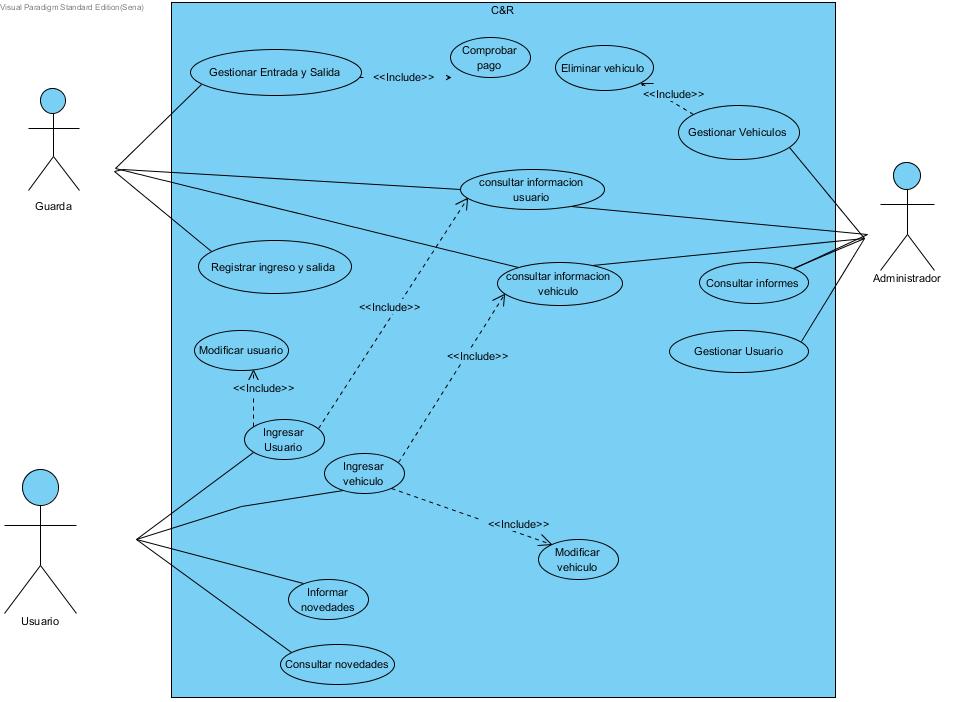 Visual Paradigm Standard Edition(Sena)
C&R
Comprobar
pago
Gestionar Entrada y Salida
<<Include>>
Eliminar vehiculo
<<Include>>
Gestionar Vehiculos
Guarda
consultar informacion
usuario
Registrar ingreso y salida
consultar informacion
vehiculo
Consultar informes
Administrador
<<Include>>
Modificar usuario
<<Include>>
Gestionar Usuario
<<Include>>
Ingresar
Usuario
Ingresar
vehiculo
<<Include>>
Modificar
vehiculo
Informar
novedades
Usuario
Consultar novedades